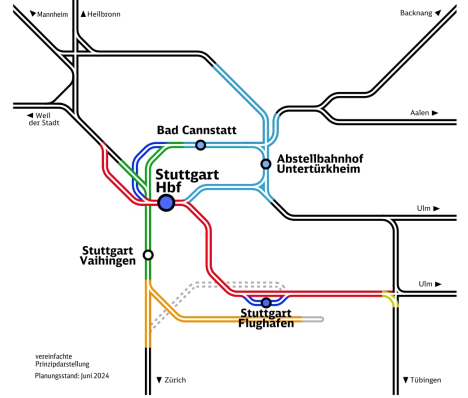 Mannheim
Heilbronn
Backnang
Weil
der Stadt
Aalen
Bad Cannstatt
Abstellbahnhof
Untertürkheim
Stuttgart
Hbf
Ulm
Stuttgart
Vaihingen
Ulm
Stuttgart
Flughafen
vereinfachte
Prinzipdarstellung
Planungsstand: Juni 2024
Zürich
Tübingen